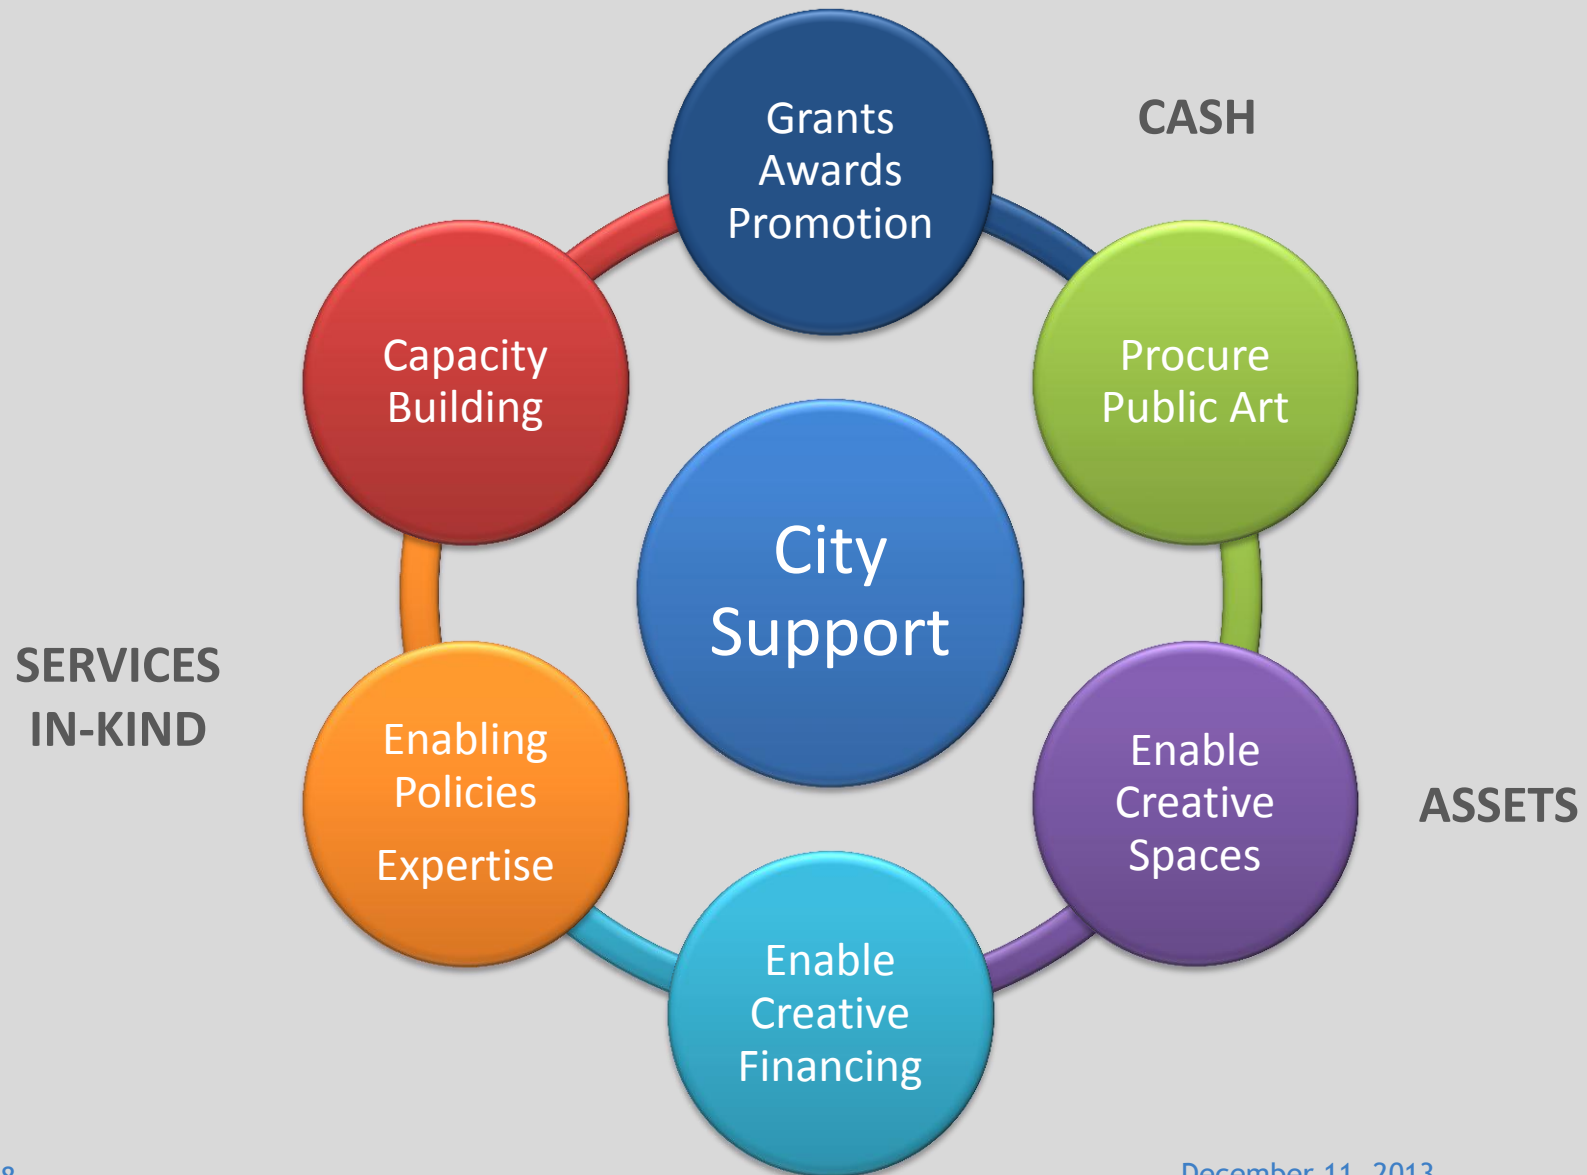 Grants
Awards
Promotion
CASH
Procure
Public Art
Capacity
Building
City
Support
SERVICES
IN-KIND
Enabling
Policies
Expertise
Enable
Creative
Spaces
ASSETS
Enable
Creative
Financing
8
December 11, 2013